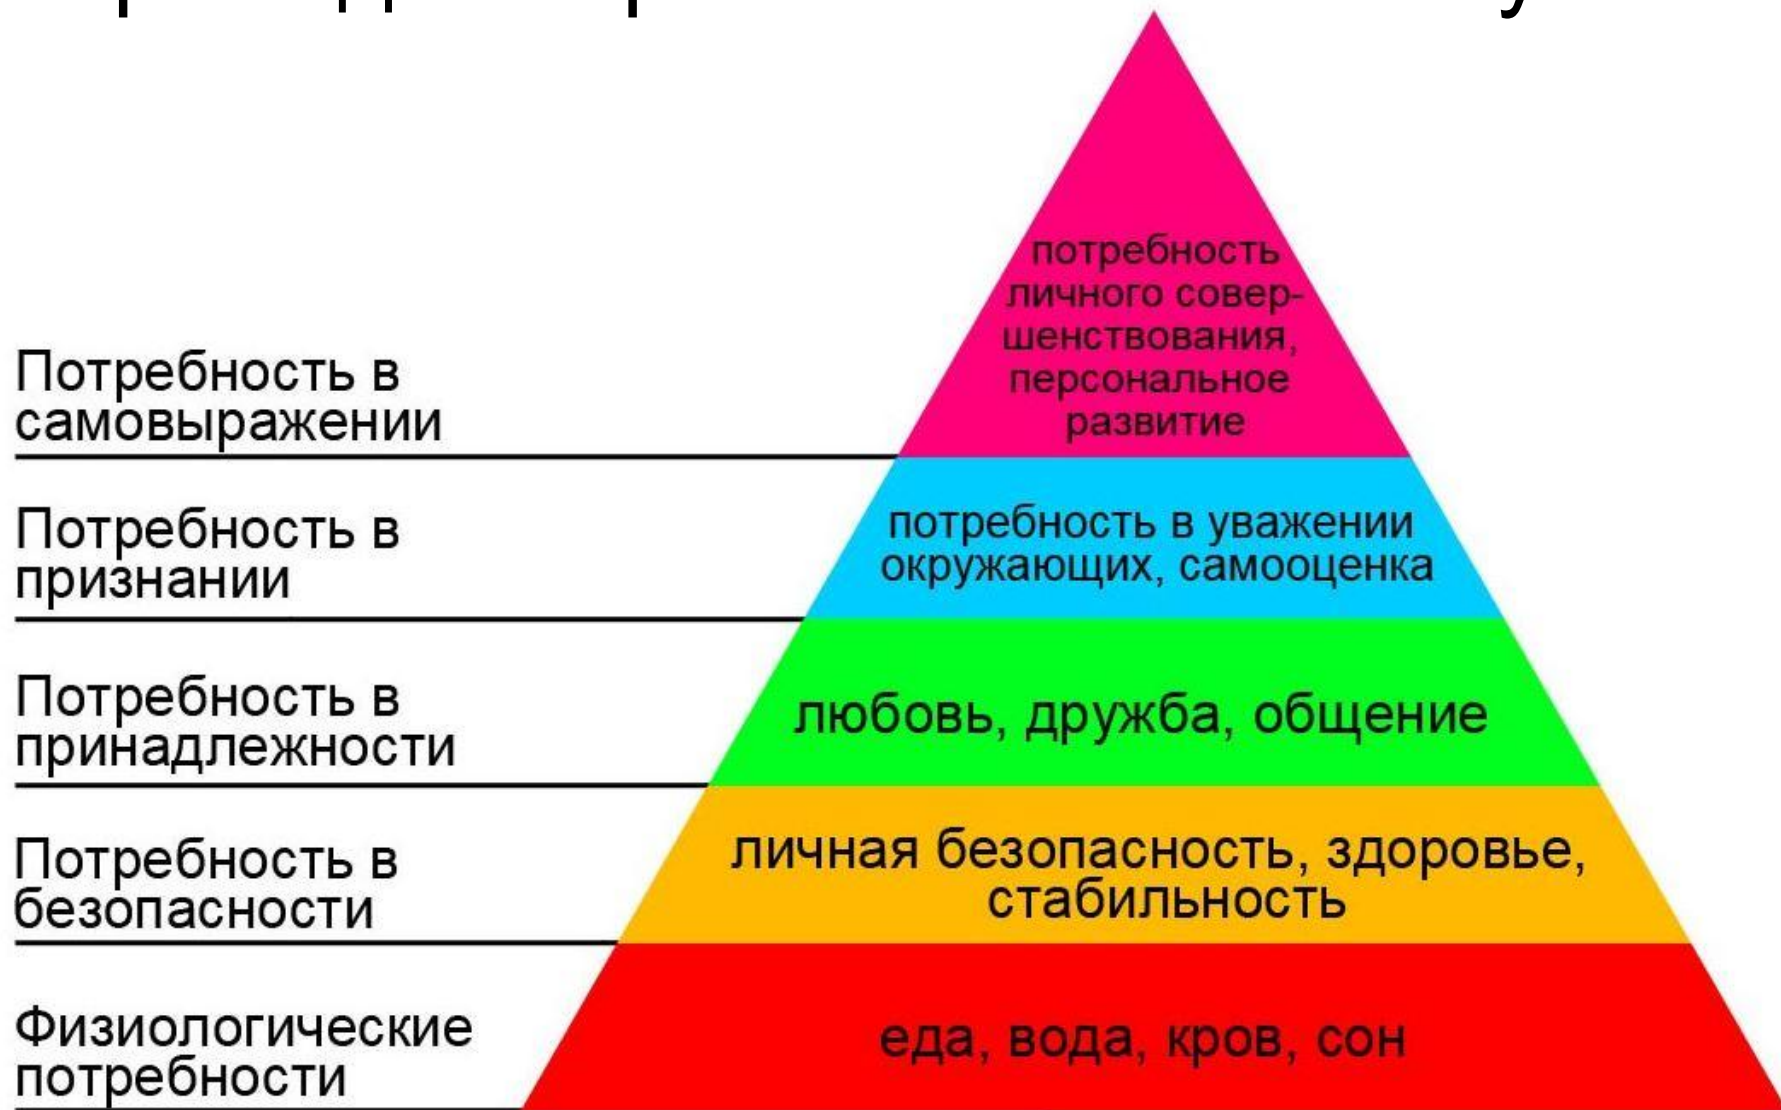 потребность
личного совер-
шенствования,
персональное
развитие
Потребность в
самовыражении
потребность в уважении
окружающих, самооценка
Потребность в
признании
любовь, дружба, общение
Потребность в
принадлежности
личная безопасность, здоровье,
стабильность
Потребность в
безопасности
еда, вода, кров, сон
Физиологические
потребности